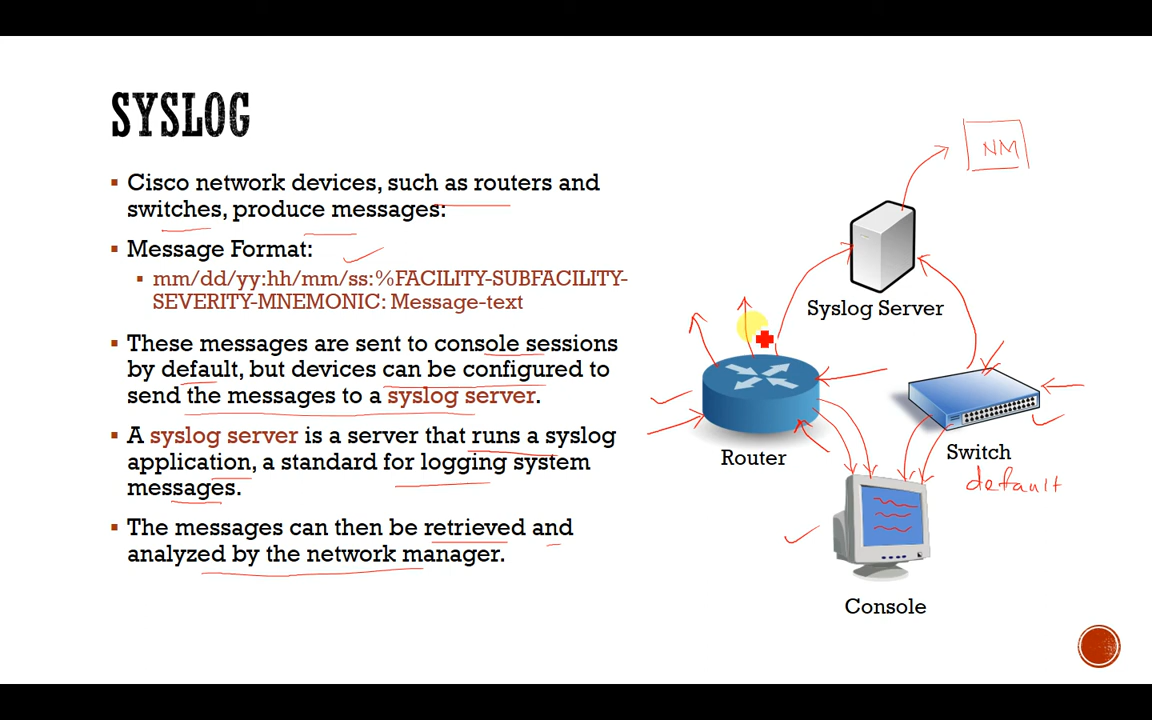 SYSLOG
▪ Cisco network devices, such as routers and
switches, produce messages:
▪ Message Format:
▪ mm/dd/yy:hh/mm/ss:%FACILITY-SUBFACILITY-
SEVERITY-MNEMONIC: Message-text
▪ These messages are sent to console sessions
by default, but devices can be configured to
send the messages to a syslog server.
▪ A syslog server is a server that runs a syslog
application, a standard for logging system
messages.
▪ The messages can then be retrieved and
analyzed by the network manager.
NM
Syslog Server
Router
Switch
default
Console